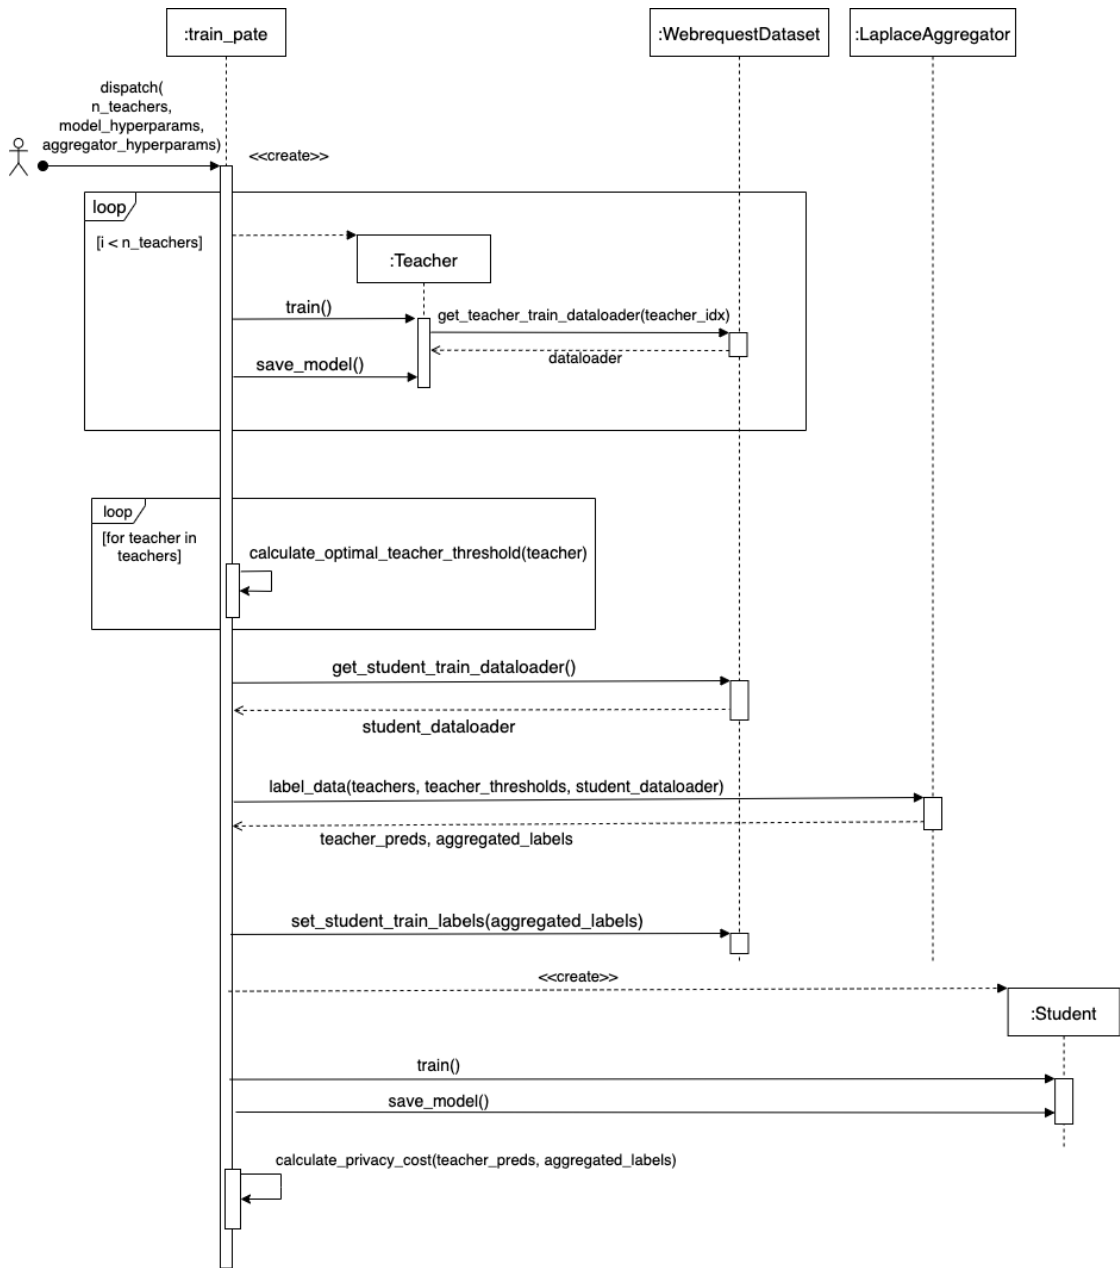 :train_pate
:WebrequestDataset
:LaplaceAggregator
dispatch(
n_teachers,
model_hyperparams,
aggregator_hyperparams)
<<create>>
loop
[i < n_teachers]
:Teacher
train()
get_teacher_train_dataloader(teacher_idx)
dataloader
save_model()
loop
[for teacher in
teachers]
calculate_optimal_teacher_threshold(teacher)
get_student_train_dataloader()
student_dataloader
label_data(teachers, teacher_thresholds, student_dataloader)
teacher_preds, aggregated_labels
set_student_train_labels(aggregated_labels)
<<create>>
:Student
train()
save_model()
calculate_privacy_cost(teacher_preds, aggregated_labels)